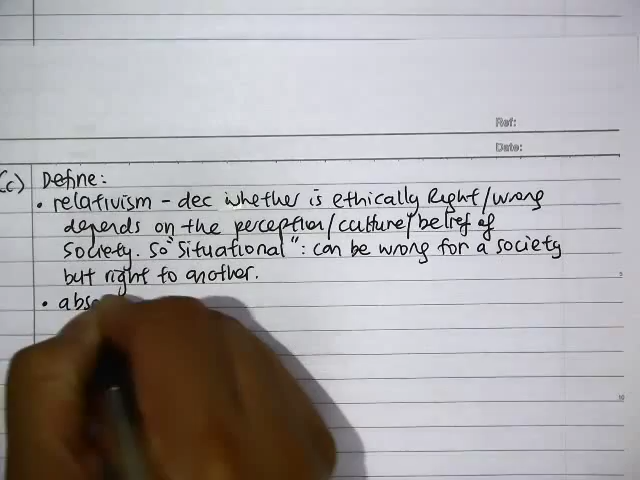 Ref:
Date:
(c) Define:
• relativism - dec whether is ethically Right/wrong
depends on the perception/culture/belief of
society. So "situational": can be wrong for a society
but right to another.
•